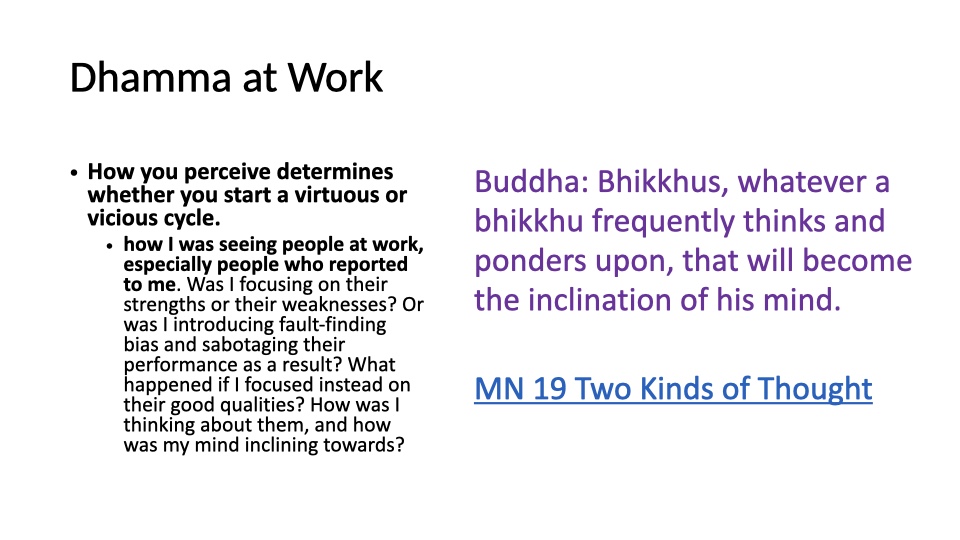 Dhamma at Work
• How you perceive determines
whether you start a virtuous or
vicious cycle.
• how I was seeing people at work,
especially people who reported
to me. Was I focusing on their
strengths or their weaknesses? Or
was I introducing fault-finding
bias and sabotaging their
performance as a result? What
happened if I focused instead on
their good qualities? How was I
thinking about them, and how
was my mind inclining towards?
Buddha: Bhikkhus, whatever a
bhikkhu frequently thinks and
ponders upon, that will become
the inclination of his mind.
MN 19 Two Kinds of Thought